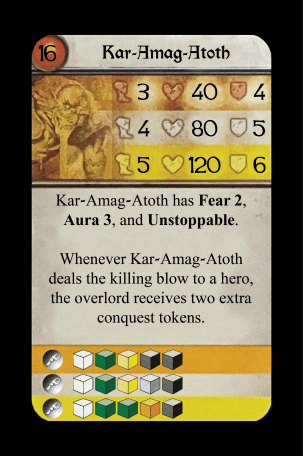 16 Kar-Amag-Atoth
3 40 4
4 80 5
5 120 6
Kar-Amag-Atoth has Fear 2,
Aura 3, and Unstoppable.
Whenever Kar-Amag-Atoth
deals the killing blow to a hero,
the overlord receives two extra
conquest tokens.